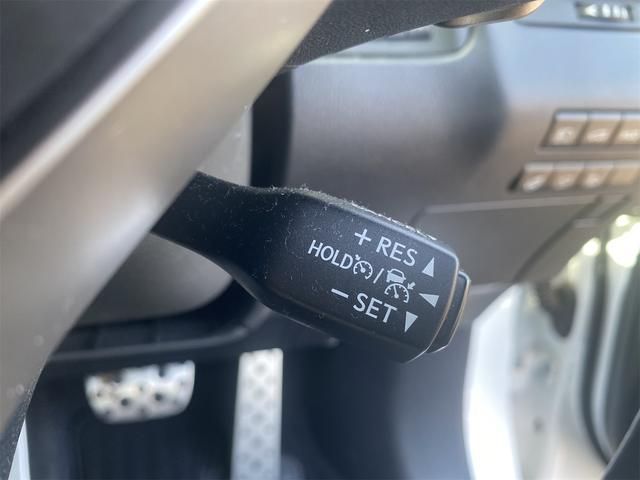 + RES
HOLD /
− SET